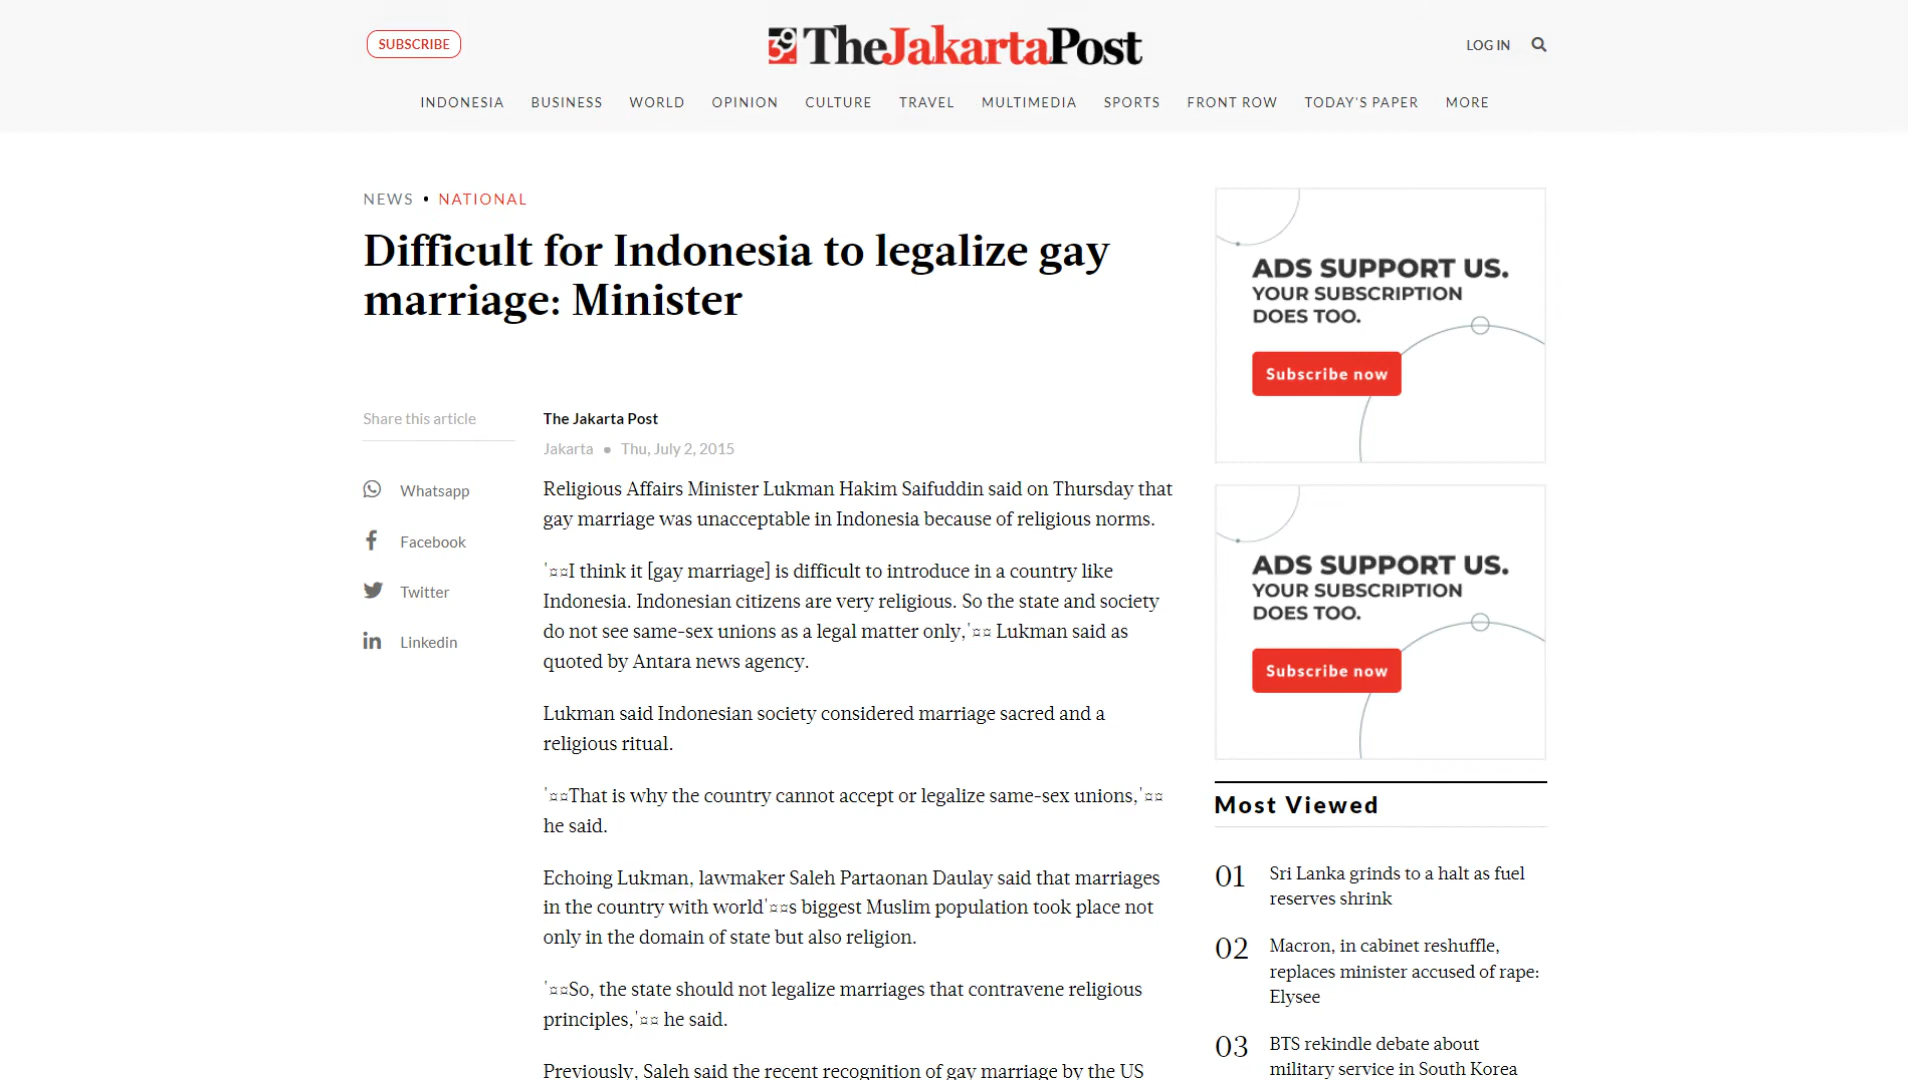 SUBSCRIBE
39 TheJakartaPost
LOG IN
INDONESIA BUSINESS WORLD OPINION CULTURE TRAVEL MULTIMEDIA SPORTS FRONT ROW TODAY'S PAPER MORE
NEWS • NATIONAL
Difficult for Indonesia to legalize gay
marriage: Minister
Share this article
Whatsapp
Facebook
Twitter
Linkedin
The Jakarta Post
Jakarta ● Thu, July 2, 2015
Religious Affairs Minister Lukman Hakim Saifuddin said on Thursday that
gay marriage was unacceptable in Indonesia because of religious norms.
'¤¤I think it [gay marriage] is difficult to introduce in a country like
Indonesia. Indonesian citizens are very religious. So the state and society
do not see same-sex unions as a legal matter only,'¤¤ Lukman said as
quoted by Antara news agency.
Lukman said Indonesian society considered marriage sacred and a
religious ritual.
'¤¤That is why the country cannot accept or legalize same-sex unions,'¤¤
he said.
Echoing Lukman, lawmaker Saleh Partaonan Daulay said that marriages
in the country with world'¤¤s biggest Muslim population took place not
only in the domain of state but also religion.
'¤¤So, the state should not legalize marriages that contravene religious
principles,'¤¤ he said.
Previously, Saleh said the recent recognition of gay marriage by the US
ADS SUPPORT US.
YOUR SUBSCRIPTION
DOES TOO.
Subscribe now
ADS SUPPORT US.
YOUR SUBSCRIPTION
DOES TOO.
Subscribe now
Most Viewed
01 Sri Lanka grinds to a halt as fuel
reserves shrink
02 Macron, in cabinet reshuffle,
replaces minister accused of rape:
Elysee
03 BTS rekindle debate about
military service in South Korea